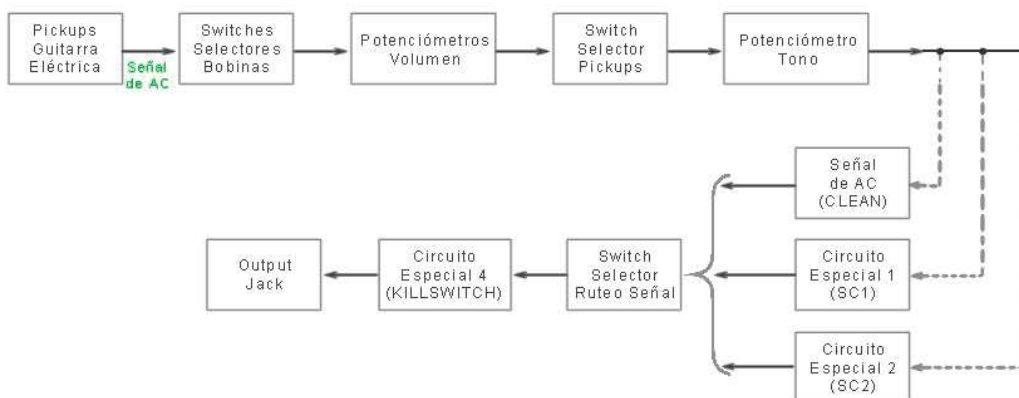 Pickups
Guitarra
Eléctrica
Señal
de AC
Switches
Selectores
Bobinas
Potenciómetros
Volumen
Switch
Selector
Pickups
Potenciómetro
Tono
Señal
de AC
(CLEAN)
Output
Jack
Circuito
Especial 4
(KILLSWITCH)
Switch
Selector
Ruteo Señal
Circuito
Especial 1
(SC1)
Circuito
Especial 2
(SC2)